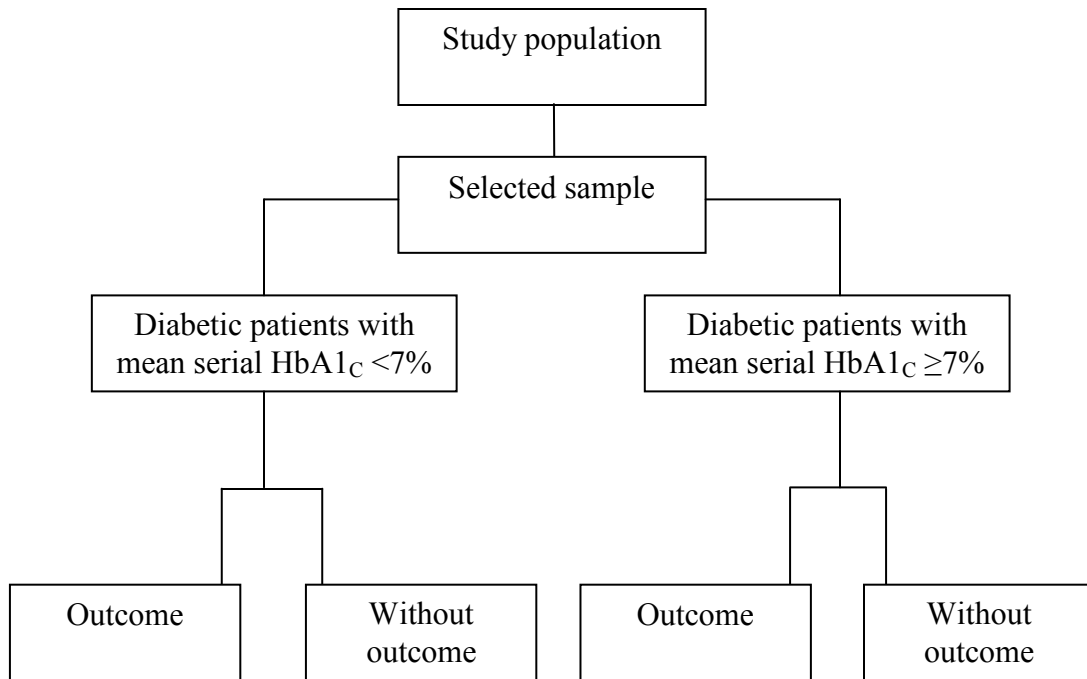 Study population
Selected sample
Diabetic patients with
mean serial HbA1C <7%
Diabetic patients with
mean serial HbA1C ≥7%
Outcome
Without
outcome
Outcome
Without
outcome